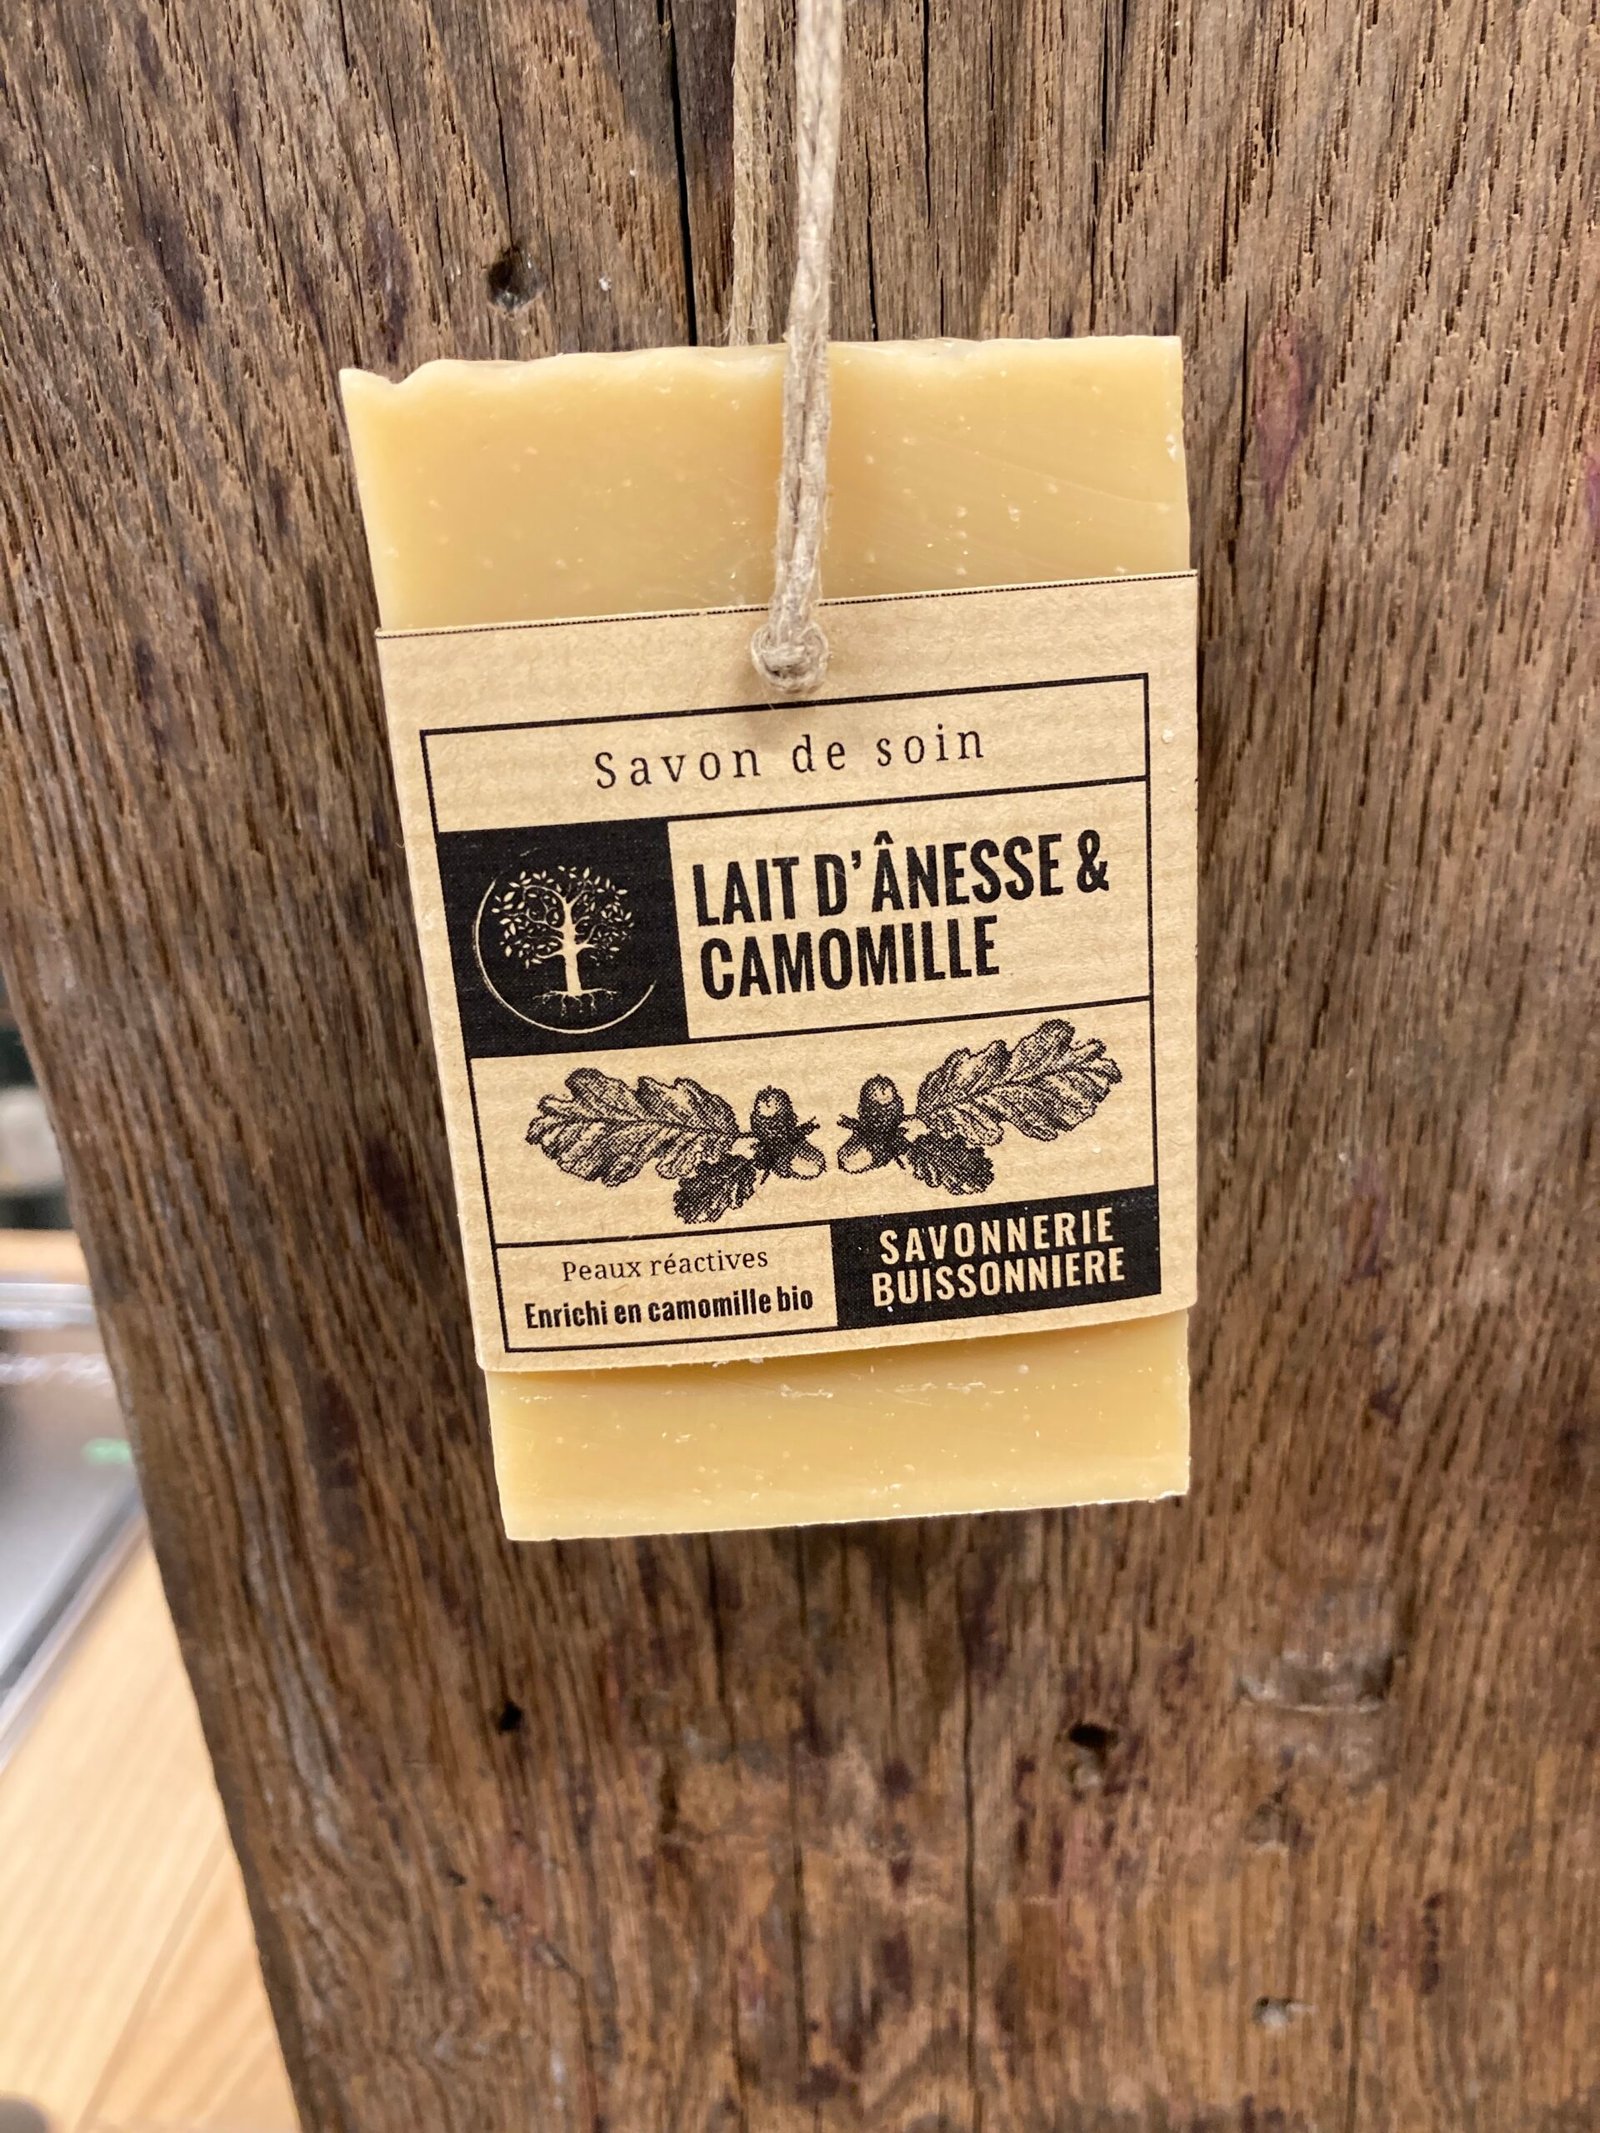 Savon de soin
LAIT D'ÂNESSE &
CAMOMILLE
Peaux réactives
Enrichi en camomille bio
SAVONNERIE
BUISSONNIERE